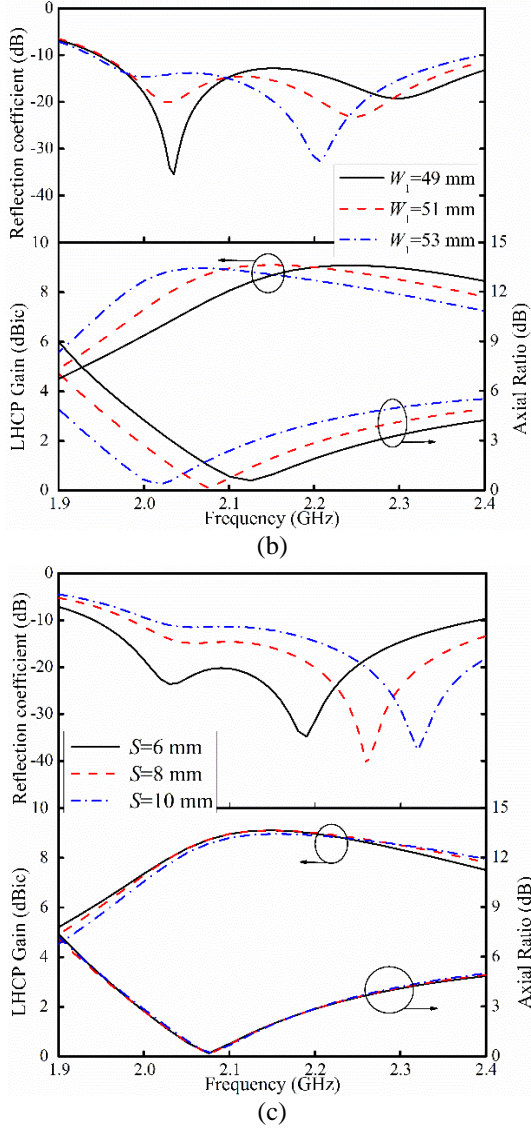 0
-10
-20
-30
-40
Reflection coefficient (dB)
W₁=49 mm
W₁=51 mm
W₁=53 mm
10
8
6
4
2
0
LHCP Gain (dBic)
15
12
9
6
3
0
Axial Ratio (dB)
1.9 2.0 2.1 2.2 2.3 2.4
Frequency (GHz)
(b)
0
-10
-20
-30
-40
Reflection coefficient (dB)
S=6 mm
S=8 mm
S=10 mm
10
8
6
4
2
0
LHCP Gain (dBic)
15
12
9
6
3
0
Axial Ratio (dB)
1.9 2.0 2.1 2.2 2.3 2.4
Frequency (GHz)
(c)